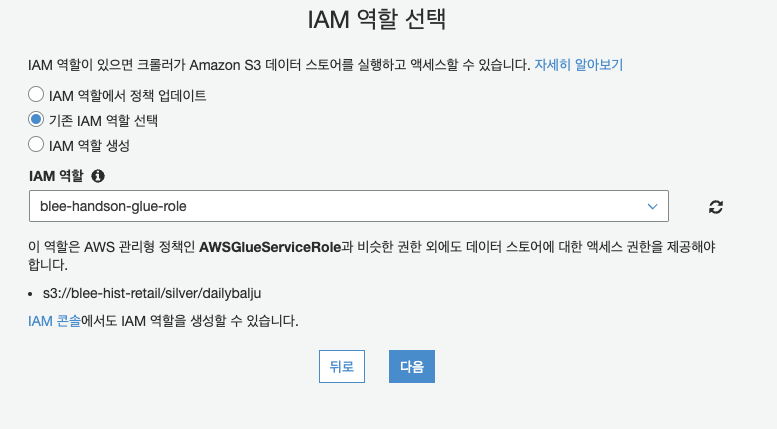 IAM 역할 선택
IAM 역할이 있으면 크롤러가 Amazon S3 데이터 스토어를 실행하고 액세스할 수 있습니다. 자세히 알아보기
IAM 역할에서 정책 업데이트
기존 IAM 역할 선택
IAM 역할 생성
IAM 역할
blee-handson-glue-role
이 역할은 AWS 관리형 정책인 AWSGlueServiceRole과 비슷한 권한 외에도 데이터 스토어에 대한 액세스 권한을 제공해야
합니다.
• s3://blee-hist-retail/silver/dailybalju
IAM 콘솔에서도 IAM 역할을 생성할 수 있습니다.
뒤로 다음